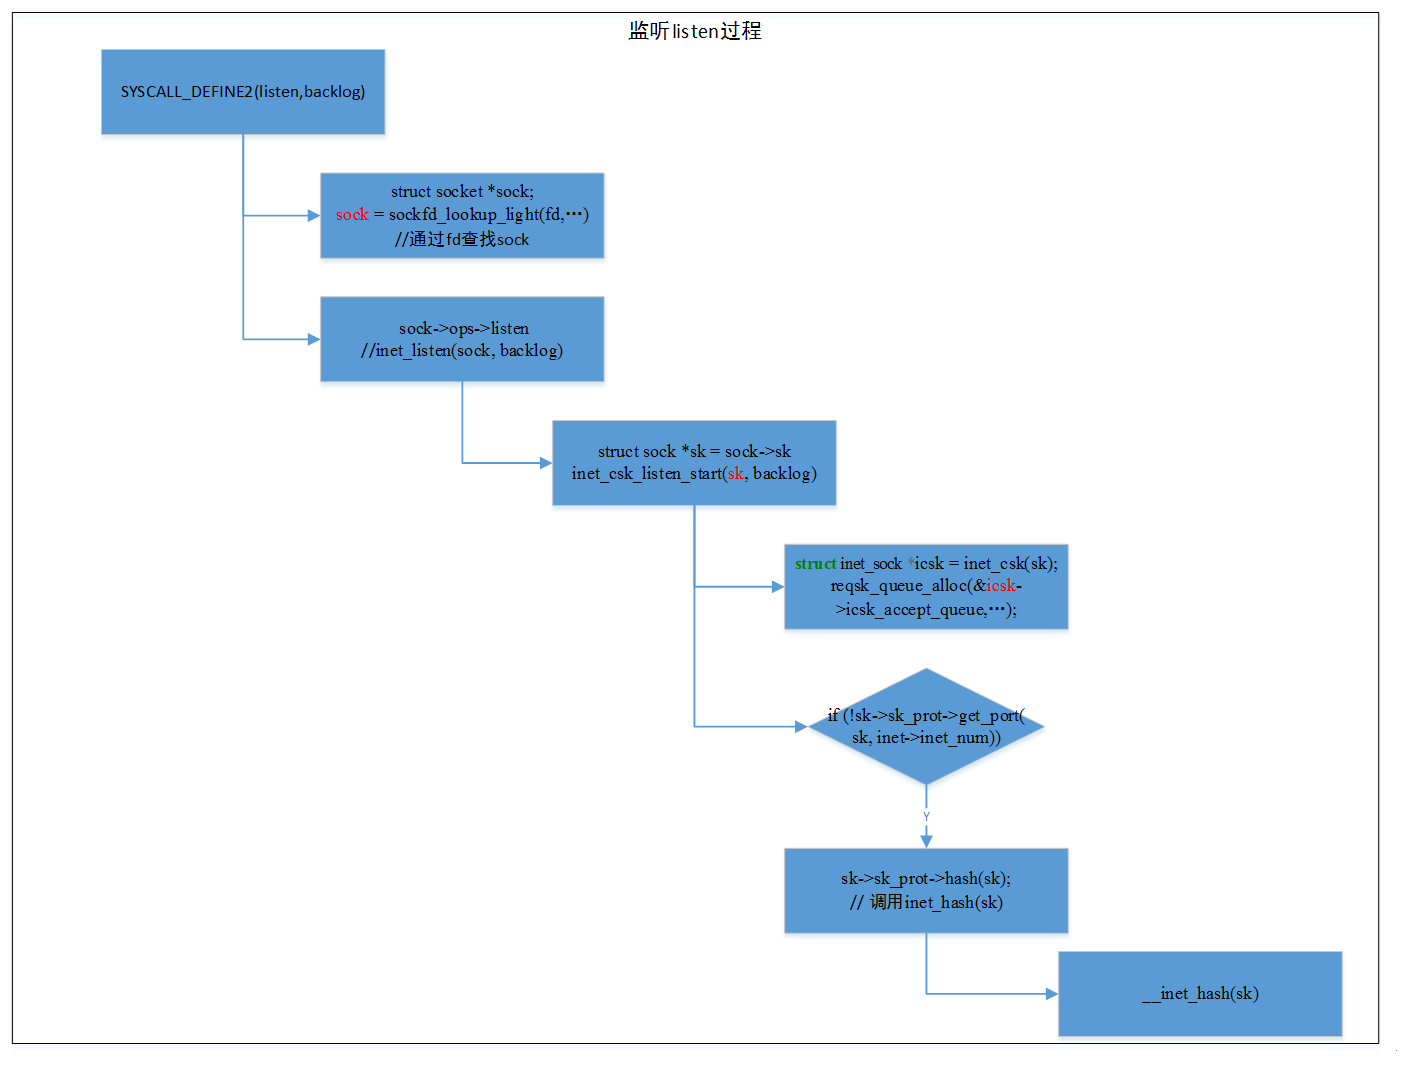 监听listen过程
SYSCALL_DEFINE2(listen,backlog)
struct socket *sock;
sock = sockfd_lookup_light(fd,…)
//通过fd查找sock
sock->ops->listen
//inet_listen(sock, backlog)
struct sock *sk = sock->sk
inet_csk_listen_start(sk, backlog)
struct inet_sock *icsk = inet_csk(sk);
reqsk_queue_alloc(&icsk-
>icsk_accept_queue,…);
if (!sk->sk_prot->get_port(
sk, inet->inet_num))
Y
sk->sk_prot->hash(sk);
// 调用inet_hash(sk)
__inet_hash(sk)